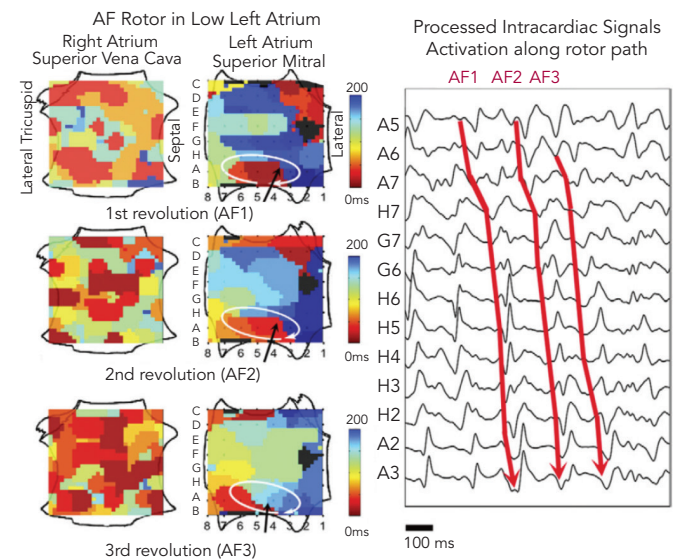 AF Rotor in Low Left Atrium
Right Atrium
Superior Vena Cava
Left Atrium
Superior Mitral
Lateral Tricuspid
Septal
Lateral
C
D
E
F
G
H
A
B
8 7 6 5 4 3 2 1
200
0ms
1st revolution (AF1)
C
D
E
F
G
H
A
B
8 7 6 5 4 3 2 1
200
0ms
2nd revolution (AF2)
C
D
E
F
G
H
A
B
8 7 6 5 4 3 2 1
200
0ms
3rd revolution (AF3)
Processed Intracardiac Signals
Activation along rotor path
AF1 AF2 AF3
A5
A6
A7
H7
G7
G6
H6
H5
H4
H3
H2
A2
A3
100 ms